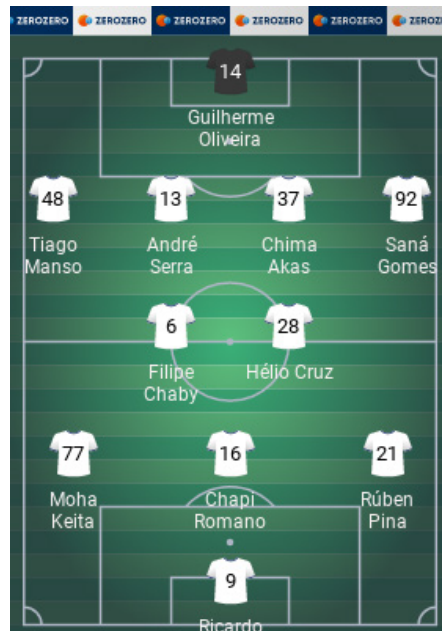 ZEROZERO ZEROZERO ZEROZERO ZEROZERO ZEROZERO ZEROZ
14
Guilherme
Oliveira
48 13 37 92
Tiago André Chima Saná
Manso Serra Akas Gomes
6 28
Filipe Hélio Cruz
Chaby
77 16 21
Moha Chapi Rúben
Keita Romano Pina
9
Ricardo